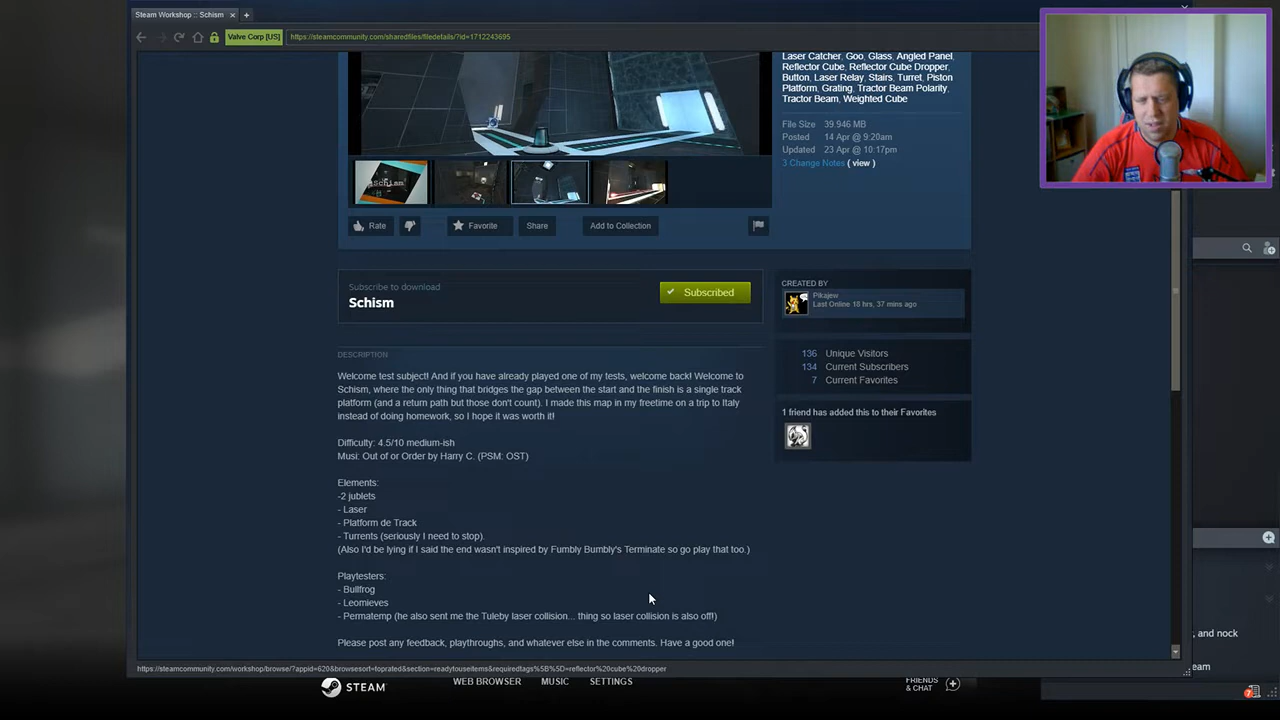 Steam Workshop :: Schism
Valve Corp [US]
https://steamcommunity.com/sharedfiles/filedetails/?id=1712243695
Laser Catcher, Goo, Glass, Angled Panel,
Reflector Cube, Reflector Cube Dropper,
Button, Laser Relay, Stairs, Turret, Piston
Platform, Grating, Tractor Beam Polarity,
Tractor Beam, Weighted Cube
File Size 39.946 MB
Posted 14 Apr @ 9:20am
Updated 23 Apr @ 10:17pm
3 Change Notes ( view )
Schism
Rate
Favorite
Share
Add to Collection
Subscribe to download
Schism
Subscribed
CREATED BY
Pikajew
Last Online 16 hrs, 37 mins ago
136 Unique Visitors
134 Current Subscribers
7 Current Favorites
1 friend has added this to their Favorites
DESCRIPTION
Welcome test subject! And if you have already played one of my tests, welcome back! Welcome to
Schism, where the only thing that bridges the gap between the start and the finish is a single track
platform (and a return path but those don't count). I made this map in my freetime on a trip to Italy
instead of doing homework, so I hope it was worth it!
Difficulty: 4.5/10 medium-ish
Musi: Out of or Order by Harry C. (PSM: OST)
Elements:
-2 jublets
- Laser
- Platform de Track
- Turrents (seriously I need to stop).
(Also I'd be lying if I said the end wasn't inspired by Fumbly Bumbly's Terminate so go play that too.)
Playtesters:
- Bullfrog
- Leomieves
- Permatemp (he also sent me the Tuleby laser collision... thing so laser collision is also off!)
Please post any feedback, playthroughs, and whatever else in the comments. Have a good one!
https://steamcommunity.com/workshop/browse/?appid=620&browsesort=toprated&section=readytouseitems&requiredtags%5B%5D=reflector%20cube%20dropper
STEAM
WEB BROWSER
MUSIC
SETTINGS
FRIENDS
& CHAT
, and nock
eam
7